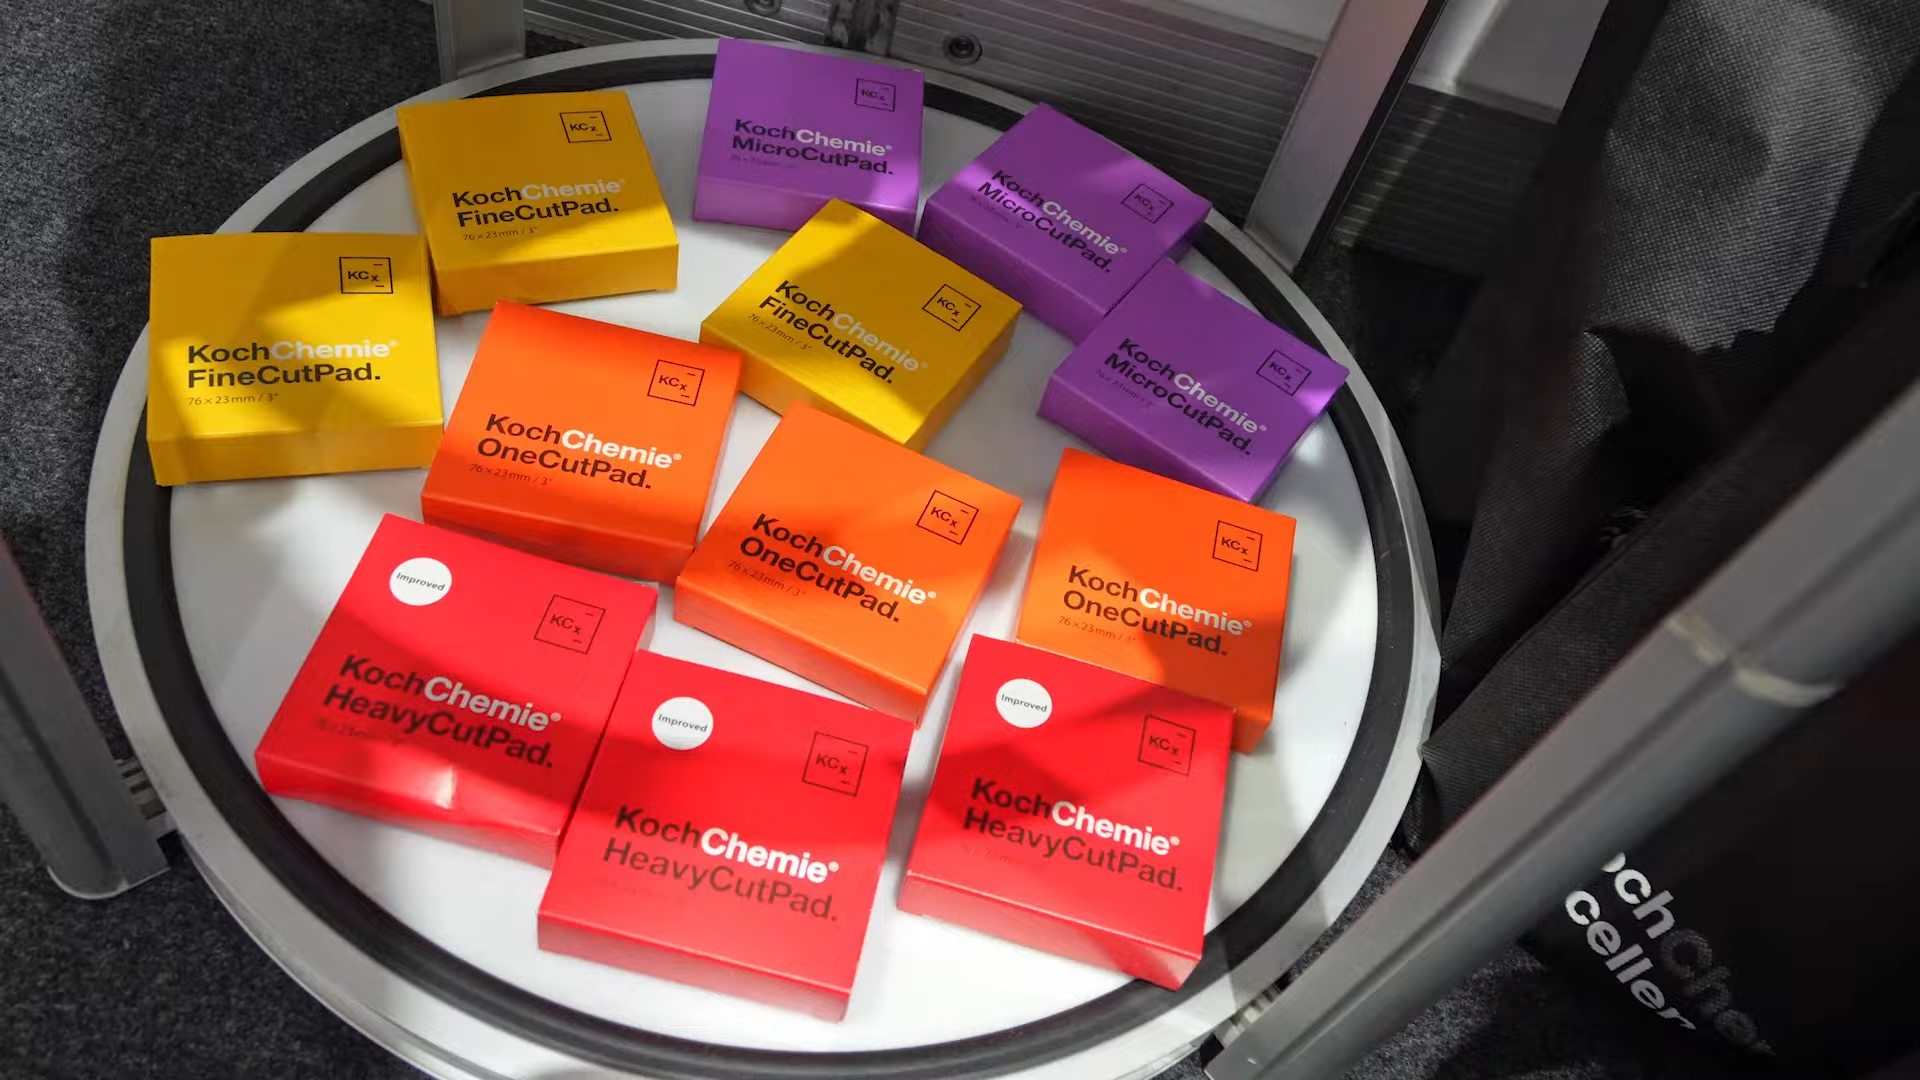 KCx
KochChemie®
MicroCutPad.
KCx
KochChemie®
FineCutPad.
76×23mm / 3"
KCx
KochChemie®
MicroCutPad.
KCx
KochChemie®
FineCutPad.
76×23mm / 3"
KCx
KochChemie®
FineCutPad.
76×23mm / 3"
KCx
KochChemie®
MicroCutPad.
KCx
KochChemie®
OneCutPad.
76×23mm / 3"
KCx
KochChemie®
OneCutPad.
76×23mm / 3"
KCx
KochChemie®
OneCutPad.
76×23mm / 3"
Improved
KCx
KochChemie®
HeavyCutPad.
Improved
KCx
KochChemie®
HeavyCutPad.
Improved
KCx
KochChemie®
HeavyCutPad.
ochChe
celler